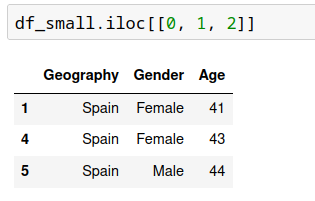 df_small.iloc[[0, 1, 2]]
Geography Gender Age
1 Spain Female 41
4 Spain Female 43
5 Spain Male 44